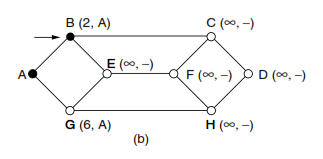 B (2, A)
C (∞, −)
A
E (∞, −)
F (∞, −)
D (∞, −)
G (6, A)
H (∞, −)
(b)